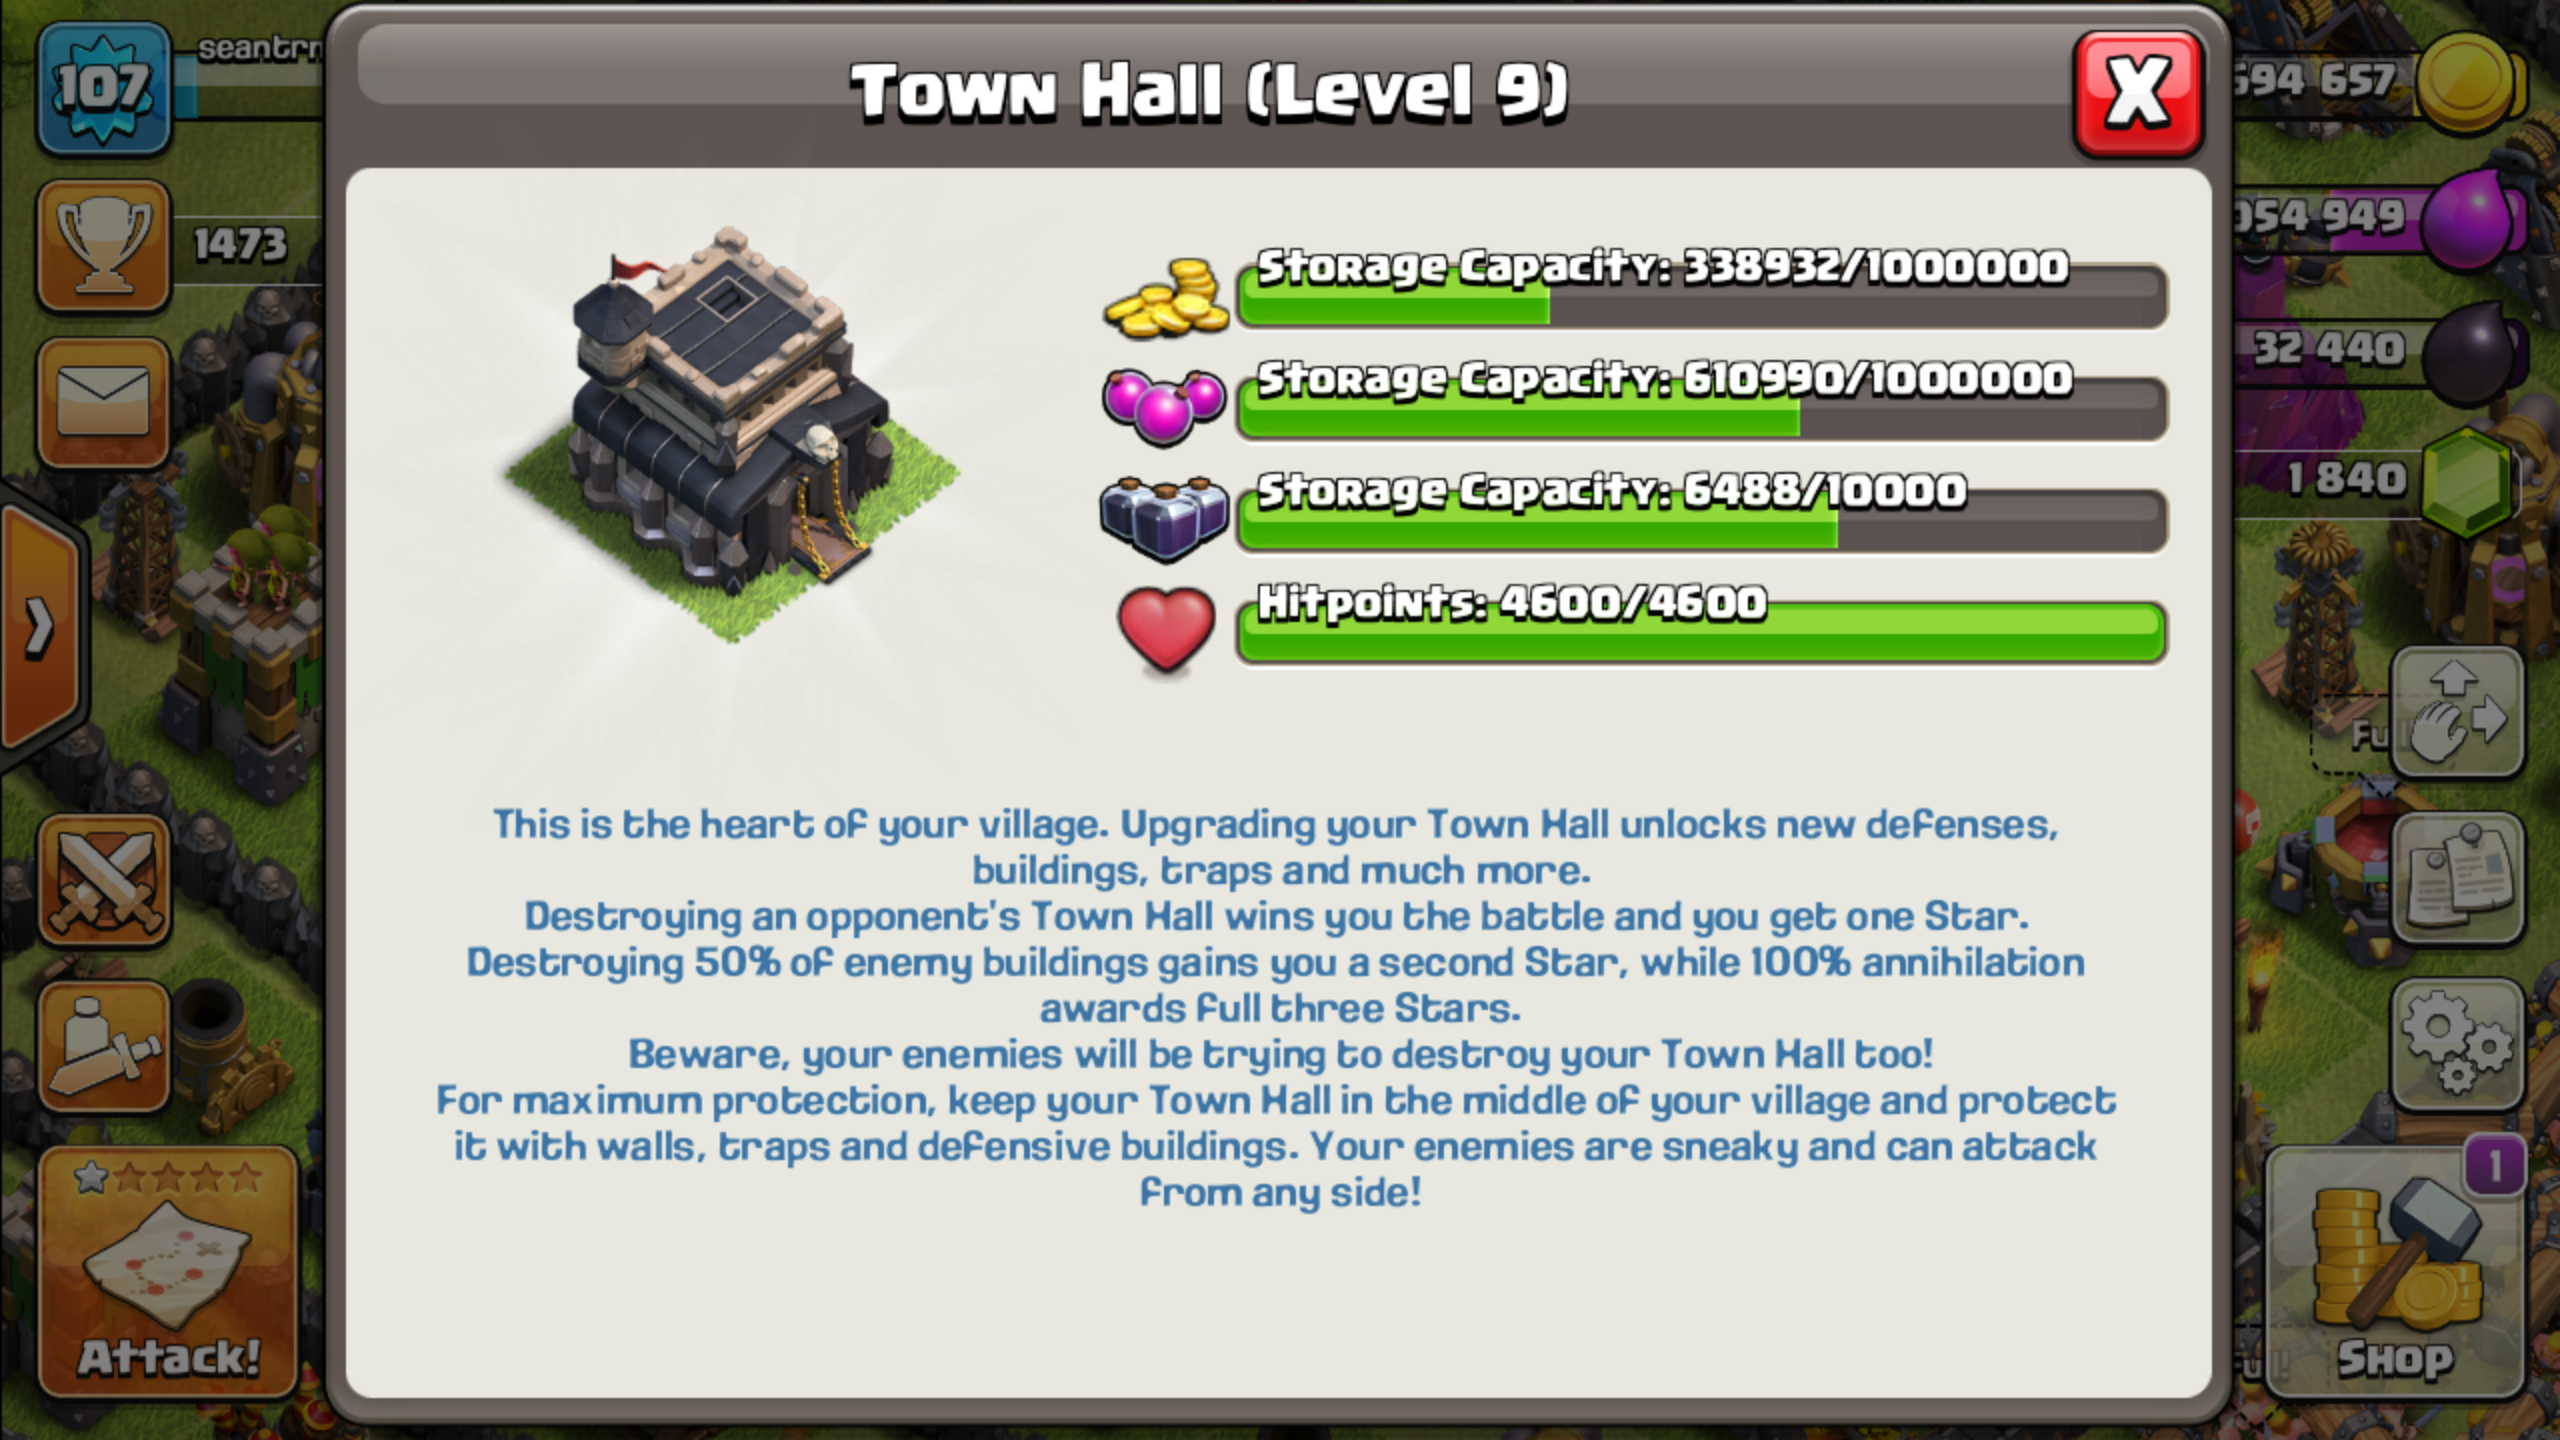 107
1473
Town Hall (Level 9)
X
Storage Capacity: 338932/1000000
Storage Capacity: 610990/1000000
Storage Capacity: 6488/10000
Hitpoints: 4600/4600
This is the heart of your village. Upgrading your Town Hall unlocks new defenses,
buildings, traps and much more.
Destroying an opponent's Town Hall wins you the battle and you get one Star.
Destroying 50% of enemy buildings gains you a second Star, while 100% annihilation
awards full three Stars.
Beware, your enemies will be trying to destroy your Town Hall too!
For maximum protection, keep your Town Hall in the middle of your village and protect
it with walls, traps and defensive buildings. Your enemies are sneaky and can attack
from any side!
657
949
32 440
1 840
Attack!
1
Shop